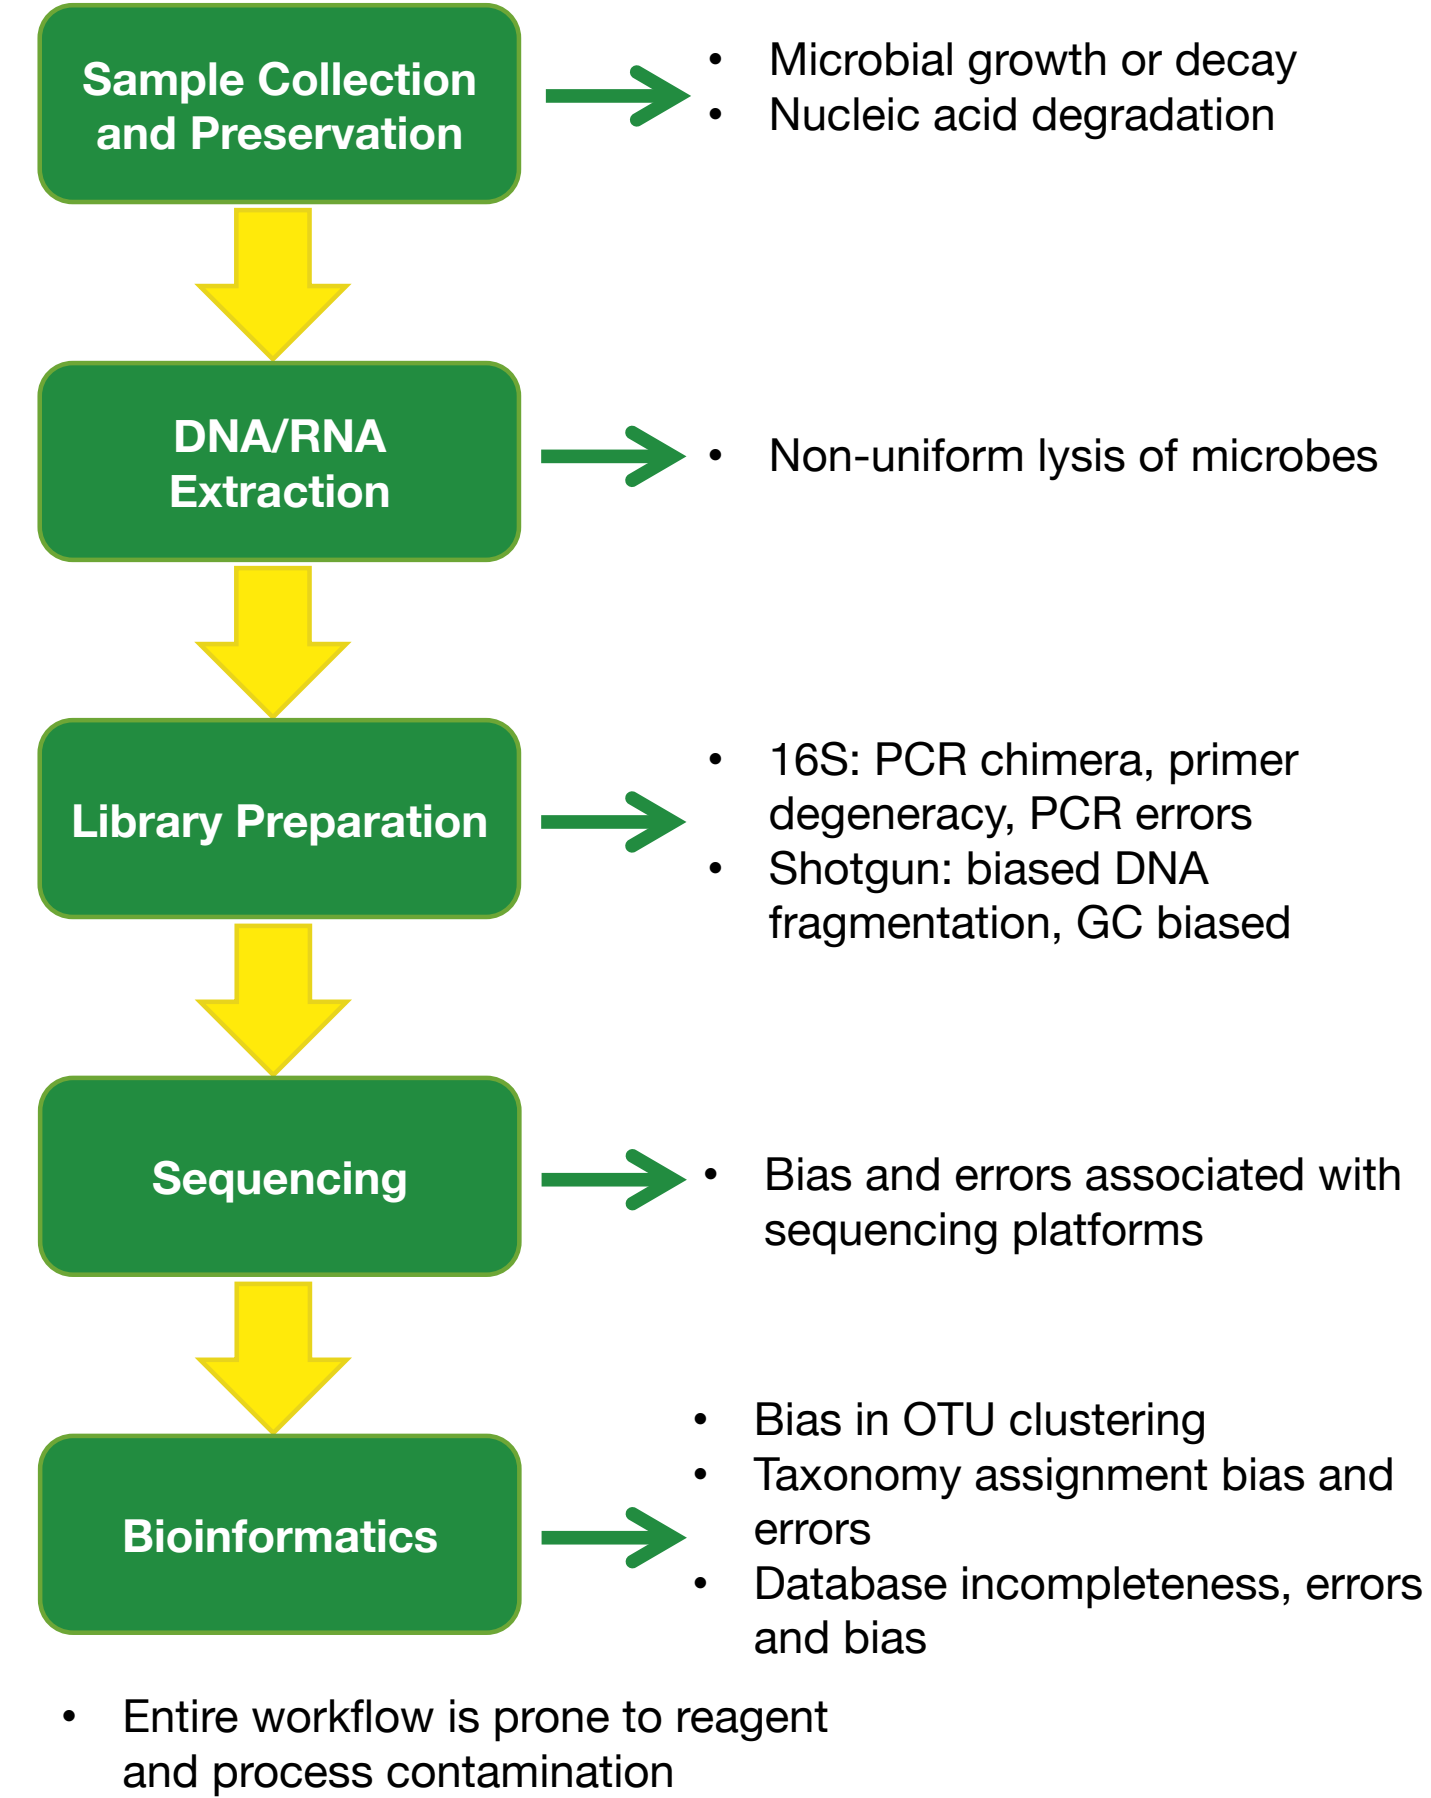 Sample Collection
and Preservation
• Microbial growth or decay
• Nucleic acid degradation
DNA/RNA
Extraction
• Non-uniform lysis of microbes
Library Preparation
• 16S: PCR chimera, primer
degeneracy, PCR errors
• Shotgun: biased DNA
fragmentation, GC biased
Sequencing
• Bias and errors associated with
sequencing platforms
Bioinformatics
• Bias in OTU clustering
• Taxonomy assignment bias and
errors
• Database incompleteness, errors
and bias
• Entire workflow is prone to reagent
and process contamination